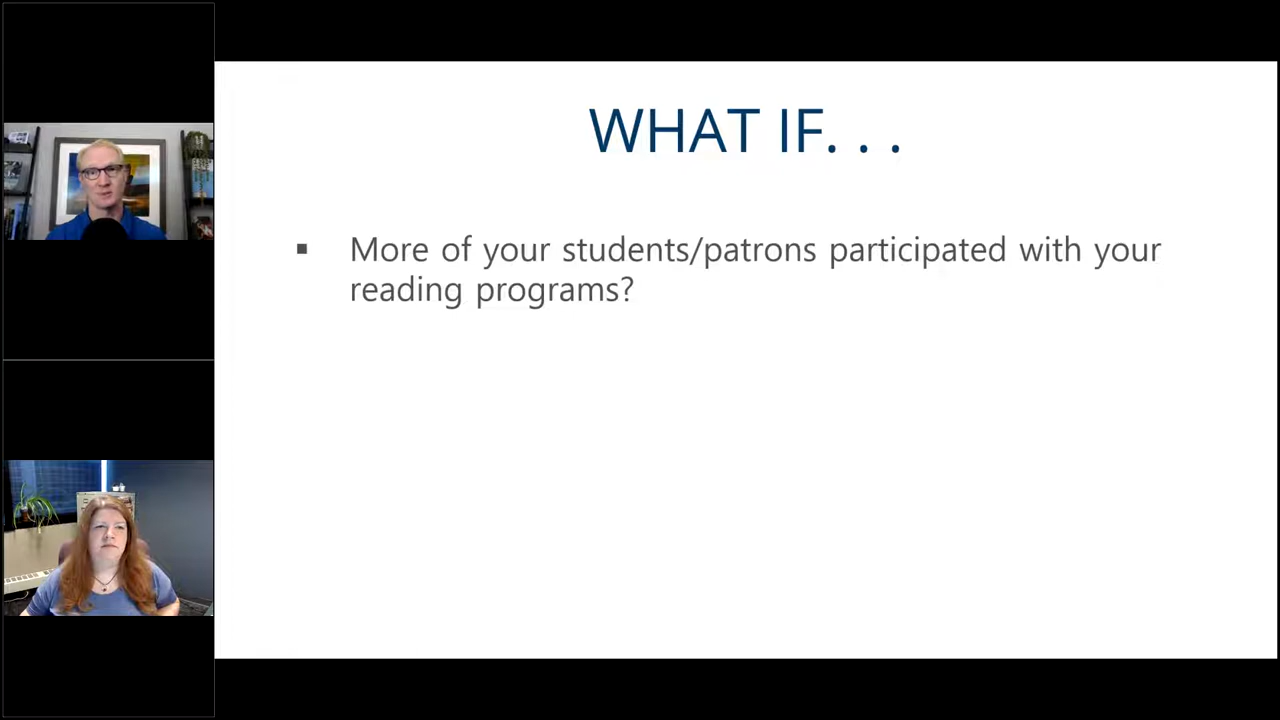 WHAT IF. . .
▪ More of your students/patrons participated with your
reading programs?